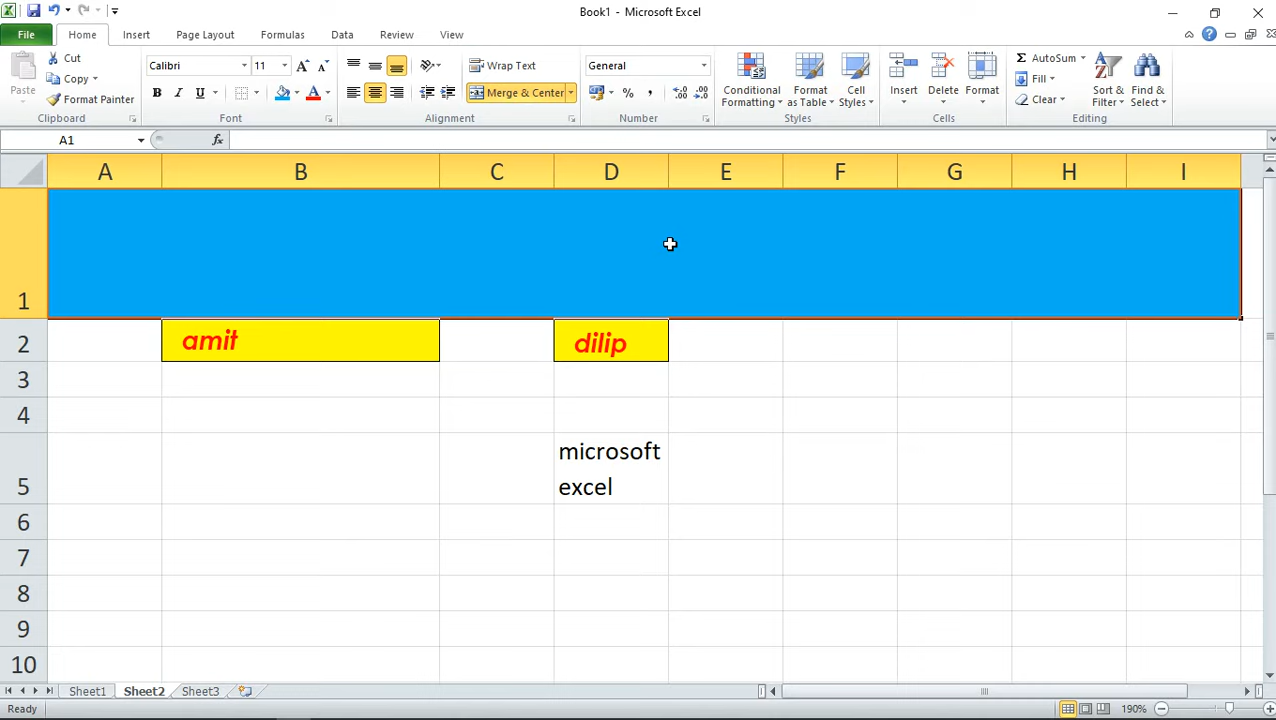 Book1 - Microsoft Excel
File Home Insert Page Layout Formulas Data Review View
Paste
Cut
Copy
Format Painter
Clipboard
Calibri 11
B I U
Font
Wrap Text
Merge & Center
Alignment
General
% ,
Number
Conditional Formatting
Format as Table
Cell Styles
Styles
Insert Delete Format
Cells
AutoSum
Fill
Clear
Sort & Filter
Find & Select
Editing
A1 fx
A B C D E F G H I
1
2 amit dilip
3
4
5 microsoft
excel
6
7
8
9
10
Sheet1 Sheet2 Sheet3
Ready 190%